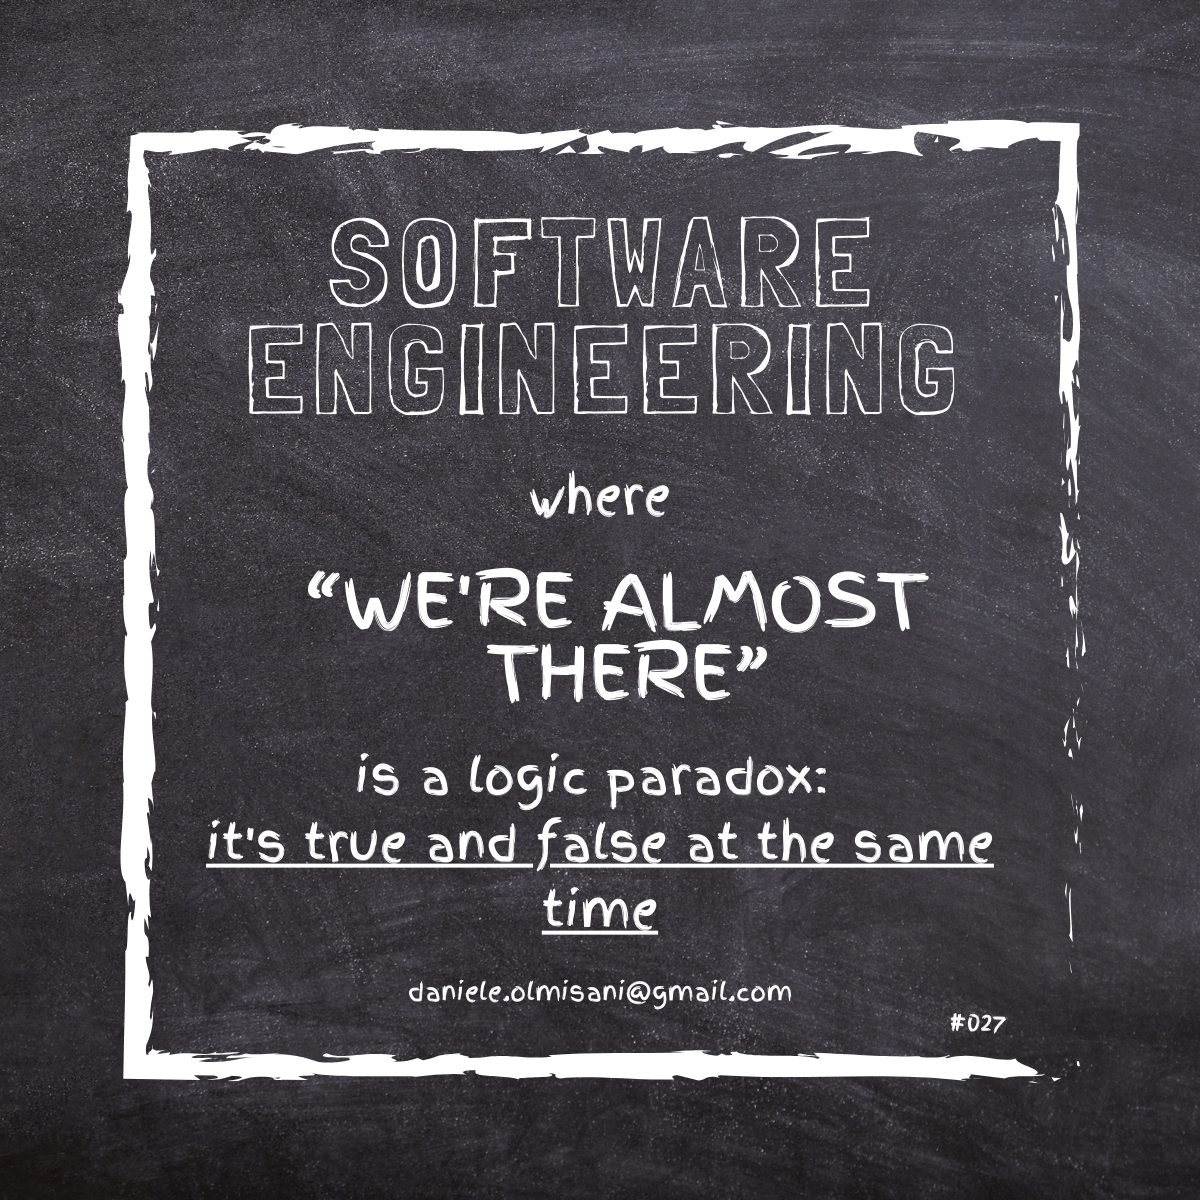 SOFTWARE
ENGINEERING
where
“WE'RE ALMOST
THERE”
is a logic paradox:
it's true and false at the same
time
daniele.olmisani@gmail.com
#027